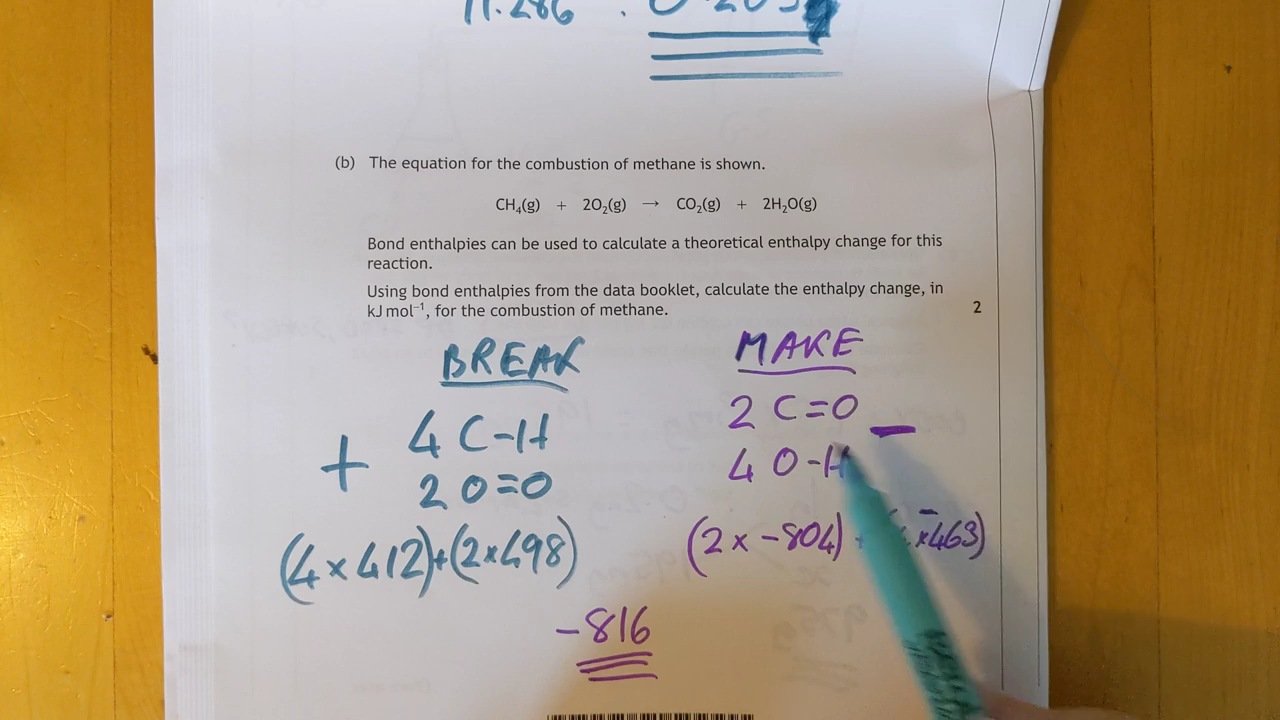 11.286
(b) The equation for the combustion of methane is shown.
CH₄(g) + 2O₂(g) → CO₂(g) + 2H₂O(g)
Bond enthalpies can be used to calculate a theoretical enthalpy change for this
reaction.
Using bond enthalpies from the data booklet, calculate the enthalpy change, in
kJ mol⁻¹, for the combustion of methane.
2
BREAK
+
4 C-H
2 O=O
(4×412)+(2×498)
MAKE
2 C=O
−
4 O-H
(2×-804) ×-463)
-816